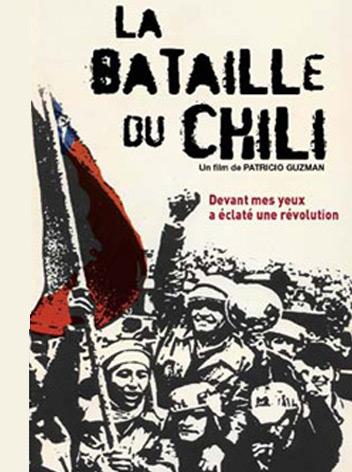 LA
BATAILLE
DU CHILI
Un film de PATRICIO GUZMAN
Devant mes yeux
a éclaté une révolution